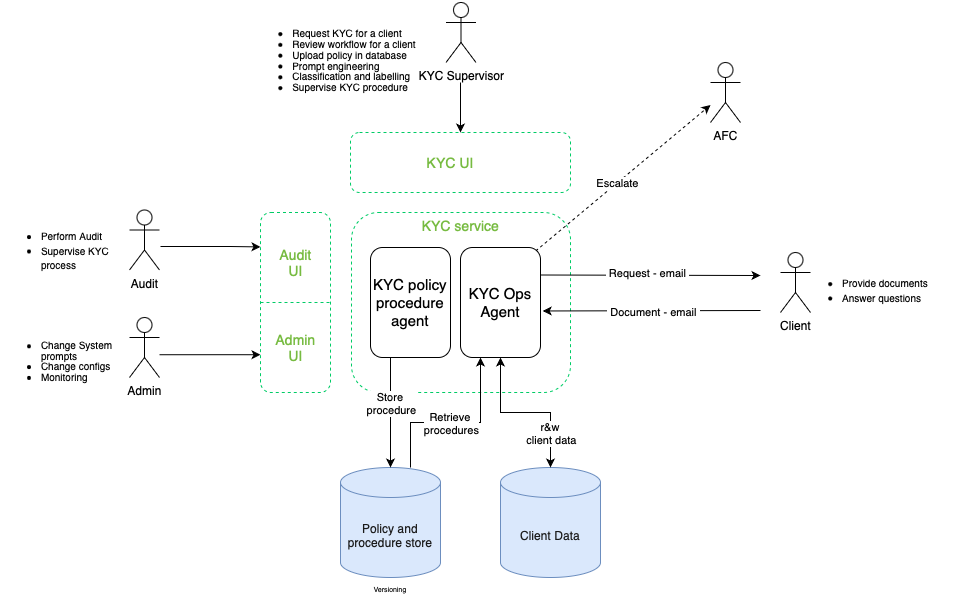 Request KYC for a client
Review workflow for a client
Upload policy in database
Prompt engineering
Classification and labelling
Supervise KYC procedure
KYC Supervisor
AFC
KYC UI
Escalate
Perform Audit
Supervise KYC
process
Audit
Audit
UI
KYC service
KYC policy
procedure
agent
KYC Ops
Agent
Request - email
Document - email
Provide documents
Answer questions
Client
Change System
prompts
Change configs
Monitoring
Admin
Admin
UI
Store
procedure
Retrieve
procedures
r&w
client data
Policy and
procedure store
Client Data
Versioning